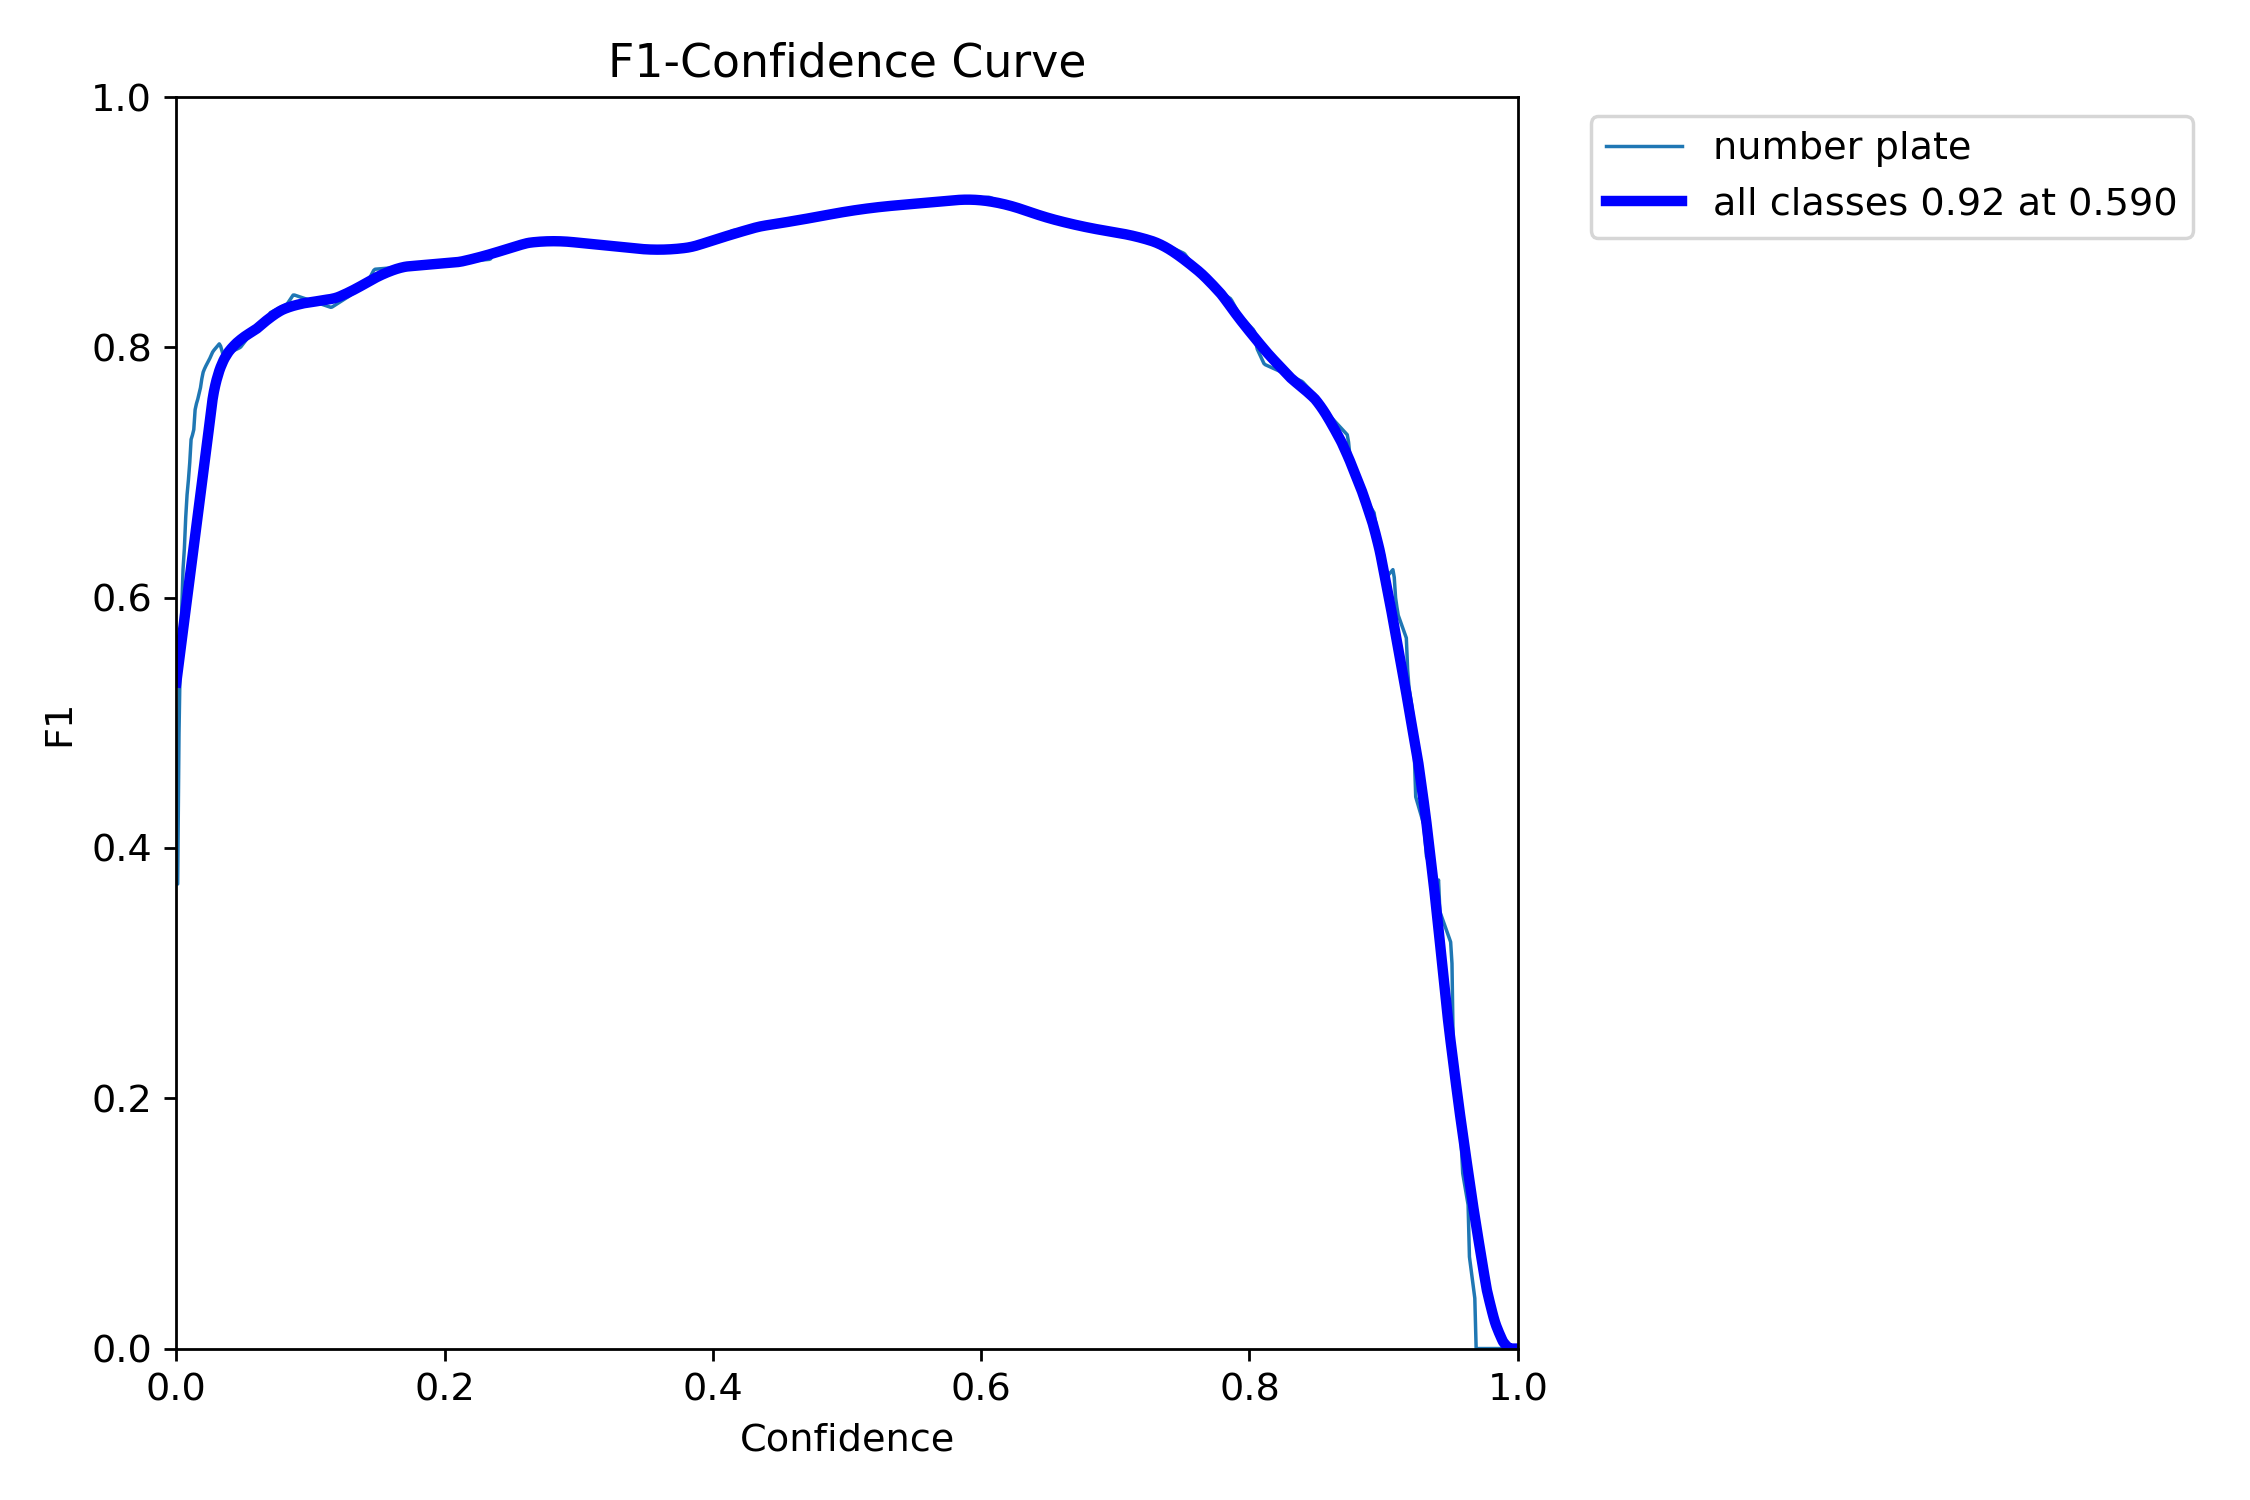 F1-Confidence Curve
1.0
0.8
0.6
0.4
0.2
0.0
F1
0.0 0.2 0.4 0.6 0.8 1.0
Confidence
number plate
all classes 0.92 at 0.590